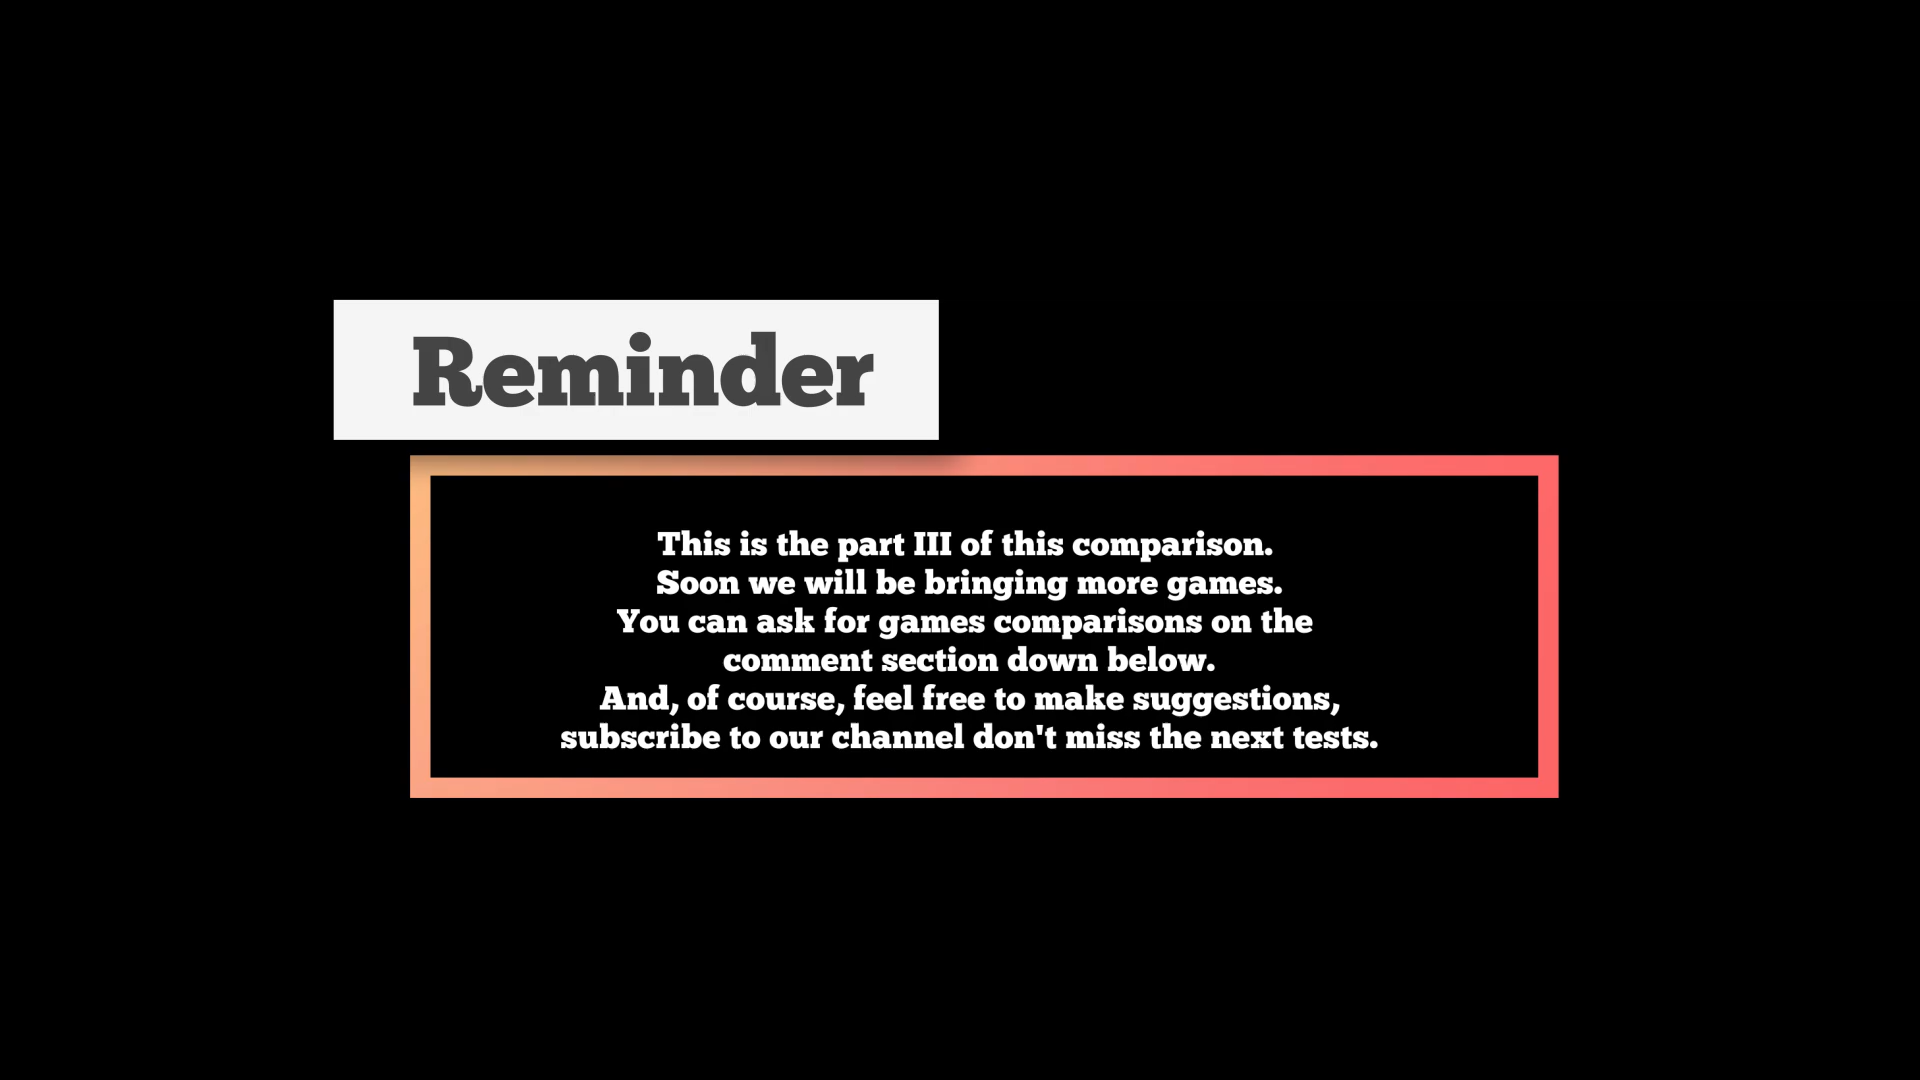 Reminder
This is the part III of this comparison.
Soon we will be bringing more games.
You can ask for games comparisons on the
comment section down below.
And, of course, feel free to make suggestions,
subscribe to our channel don't miss the next tests.